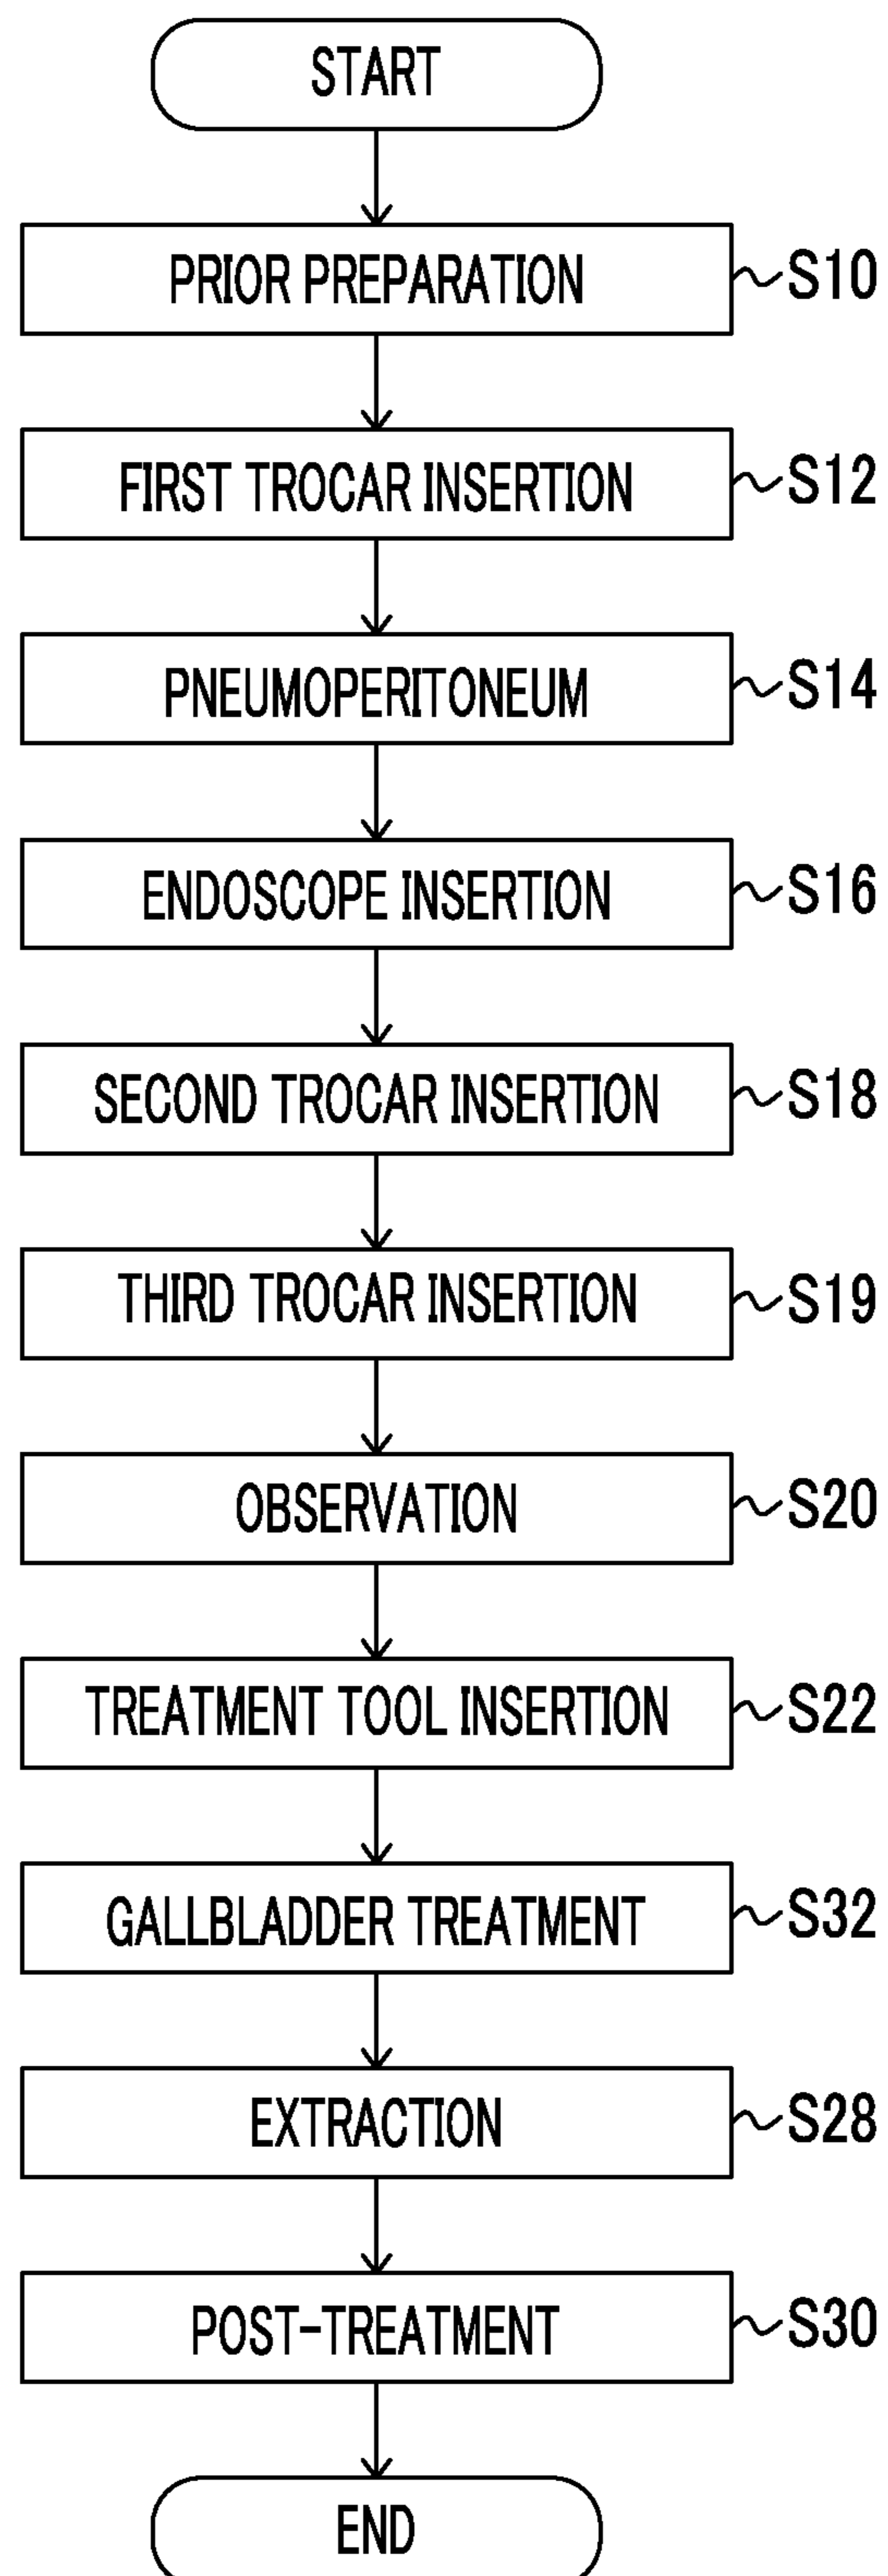 START
PRIOR PREPARATION S10
FIRST TROCAR INSERTION S12
PNEUMOPERITONEUM S14
ENDOSCOPE INSERTION S16
SECOND TROCAR INSERTION S18
THIRD TROCAR INSERTION S19
OBSERVATION S20
TREATMENT TOOL INSERTION S22
GALLBLADDER TREATMENT S32
EXTRACTION S28
POST-TREATMENT S30
END